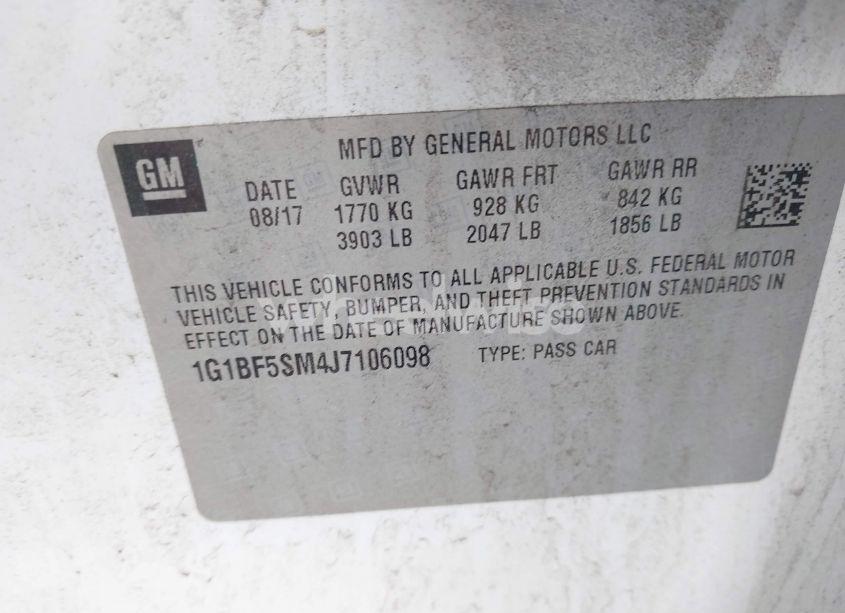 GM
MFD BY GENERAL MOTORS LLC
DATE GVWR GAWR FRT GAWR RR
08/17 1770 KG 928 KG 842 KG
3903 LB 2047 LB 1856 LB
THIS VEHICLE CONFORMS TO ALL APPLICABLE U.S. FEDERAL MOTOR
VEHICLE SAFETY, BUMPER, AND THEFT PREVENTION STANDARDS IN
EFFECT ON THE DATE OF MANUFACTURE SHOWN ABOVE.
1G1BF5SM4J7106098 TYPE: PASS CAR